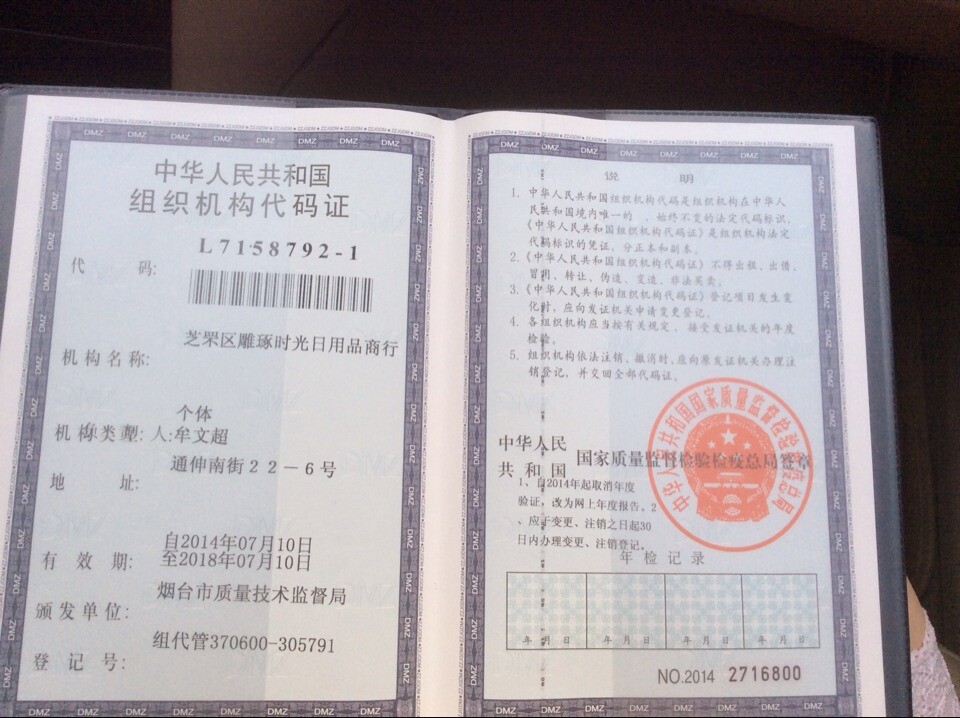 中华人民共和国
组织机构代码证
代 码: L7158792-1
机构名称: 芝罘区雕琢时光日用品商行
个体
机构类型: 人:牟文超
地 址: 通伸南街22-6号
自2014年07月10日
有 效 期: 至2018年07月10日
颁发单位: 烟台市质量技术监督局
登 记 号: 组代管370600-305791
说 明
1. 中华人民共和国组织机构代码是组织机构在中华人
民共和国境内唯一的、始终不变的法定代码标识,
《中华人民共和国组织机构代码证》是组织机构法定
代码标识的凭证,分正本和副本。
2. 《中华人民共和国组织机构代码证》不得出租、出借、
冒用、转让、伪造、变造、非法买卖。
3. 《中华人民共和国组织机构代码证》登记项目发生变
化时,应向发证机关申请变更登记。
4. 各组织机构应当按有关规定,接受发证机关的年度
检验。
5. 组织机构依法注销、撤消时,应向原发证机关办理注
销登记,并交回全部代码证。
中华人民
共和国 国家质量监督检验检疫总局签章
中华人民共和国国家质量监督检验检疫总局
1、自2014年起取消年度
验证,改为网上年度报告。2
、应于变更、注销之日起30
日内办理变更、注销登记。
年检记录
年 月 日 年 月 日 年 月 日 年 月 日
NO.2014 2716800